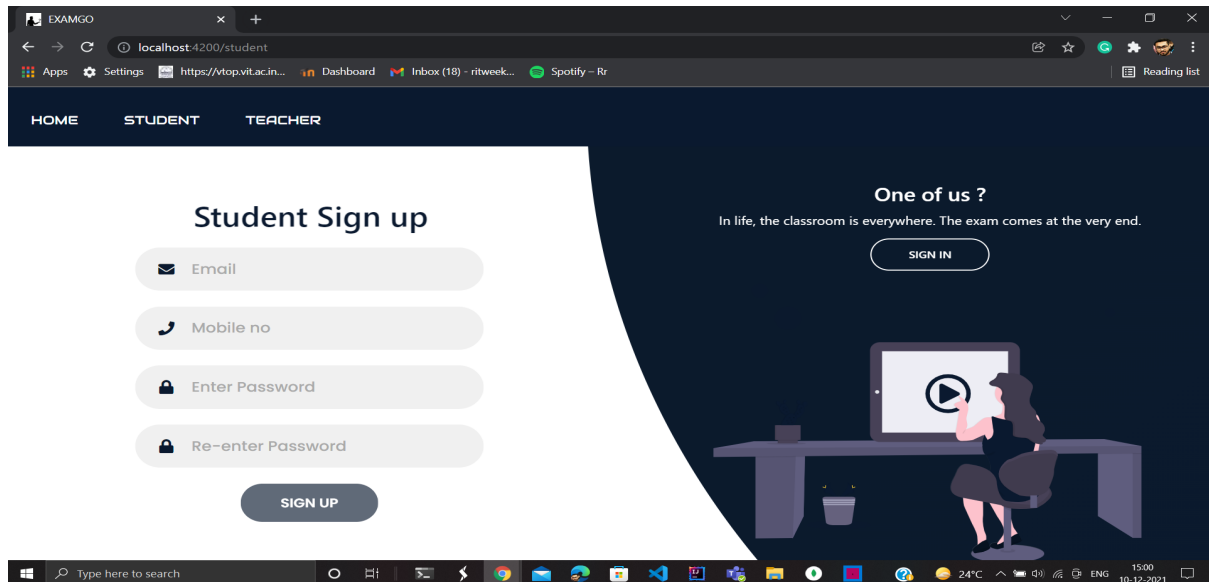 EXAMGO
localhost:4200/student
Apps Settings https://vtop.vit.ac.in... Dashboard Inbox (18) - ritweek... Spotify – Rr Reading list
HOME STUDENT TEACHER
Student Sign up
Email
Mobile no
Enter Password
Re-enter Password
SIGN UP
One of us ?
In life, the classroom is everywhere. The exam comes at the very end.
SIGN IN
Type here to search
24°C ENG 15:00
10-12-2021